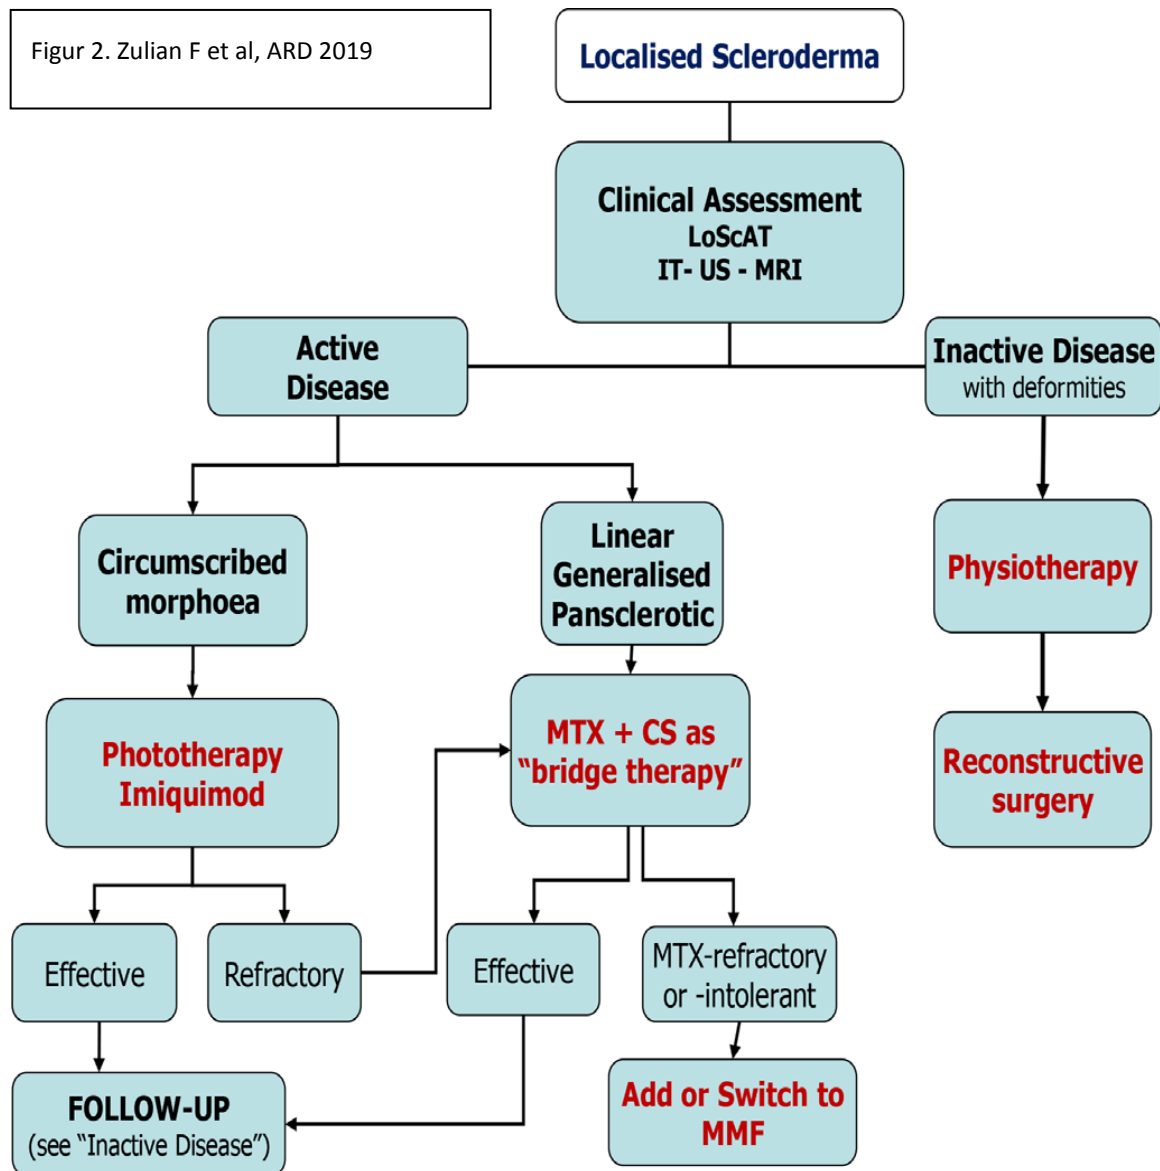 Figur 2. Zulian F et al, ARD 2019
Localised Scleroderma
Clinical Assessment
LoScAT
IT- US - MRI
Active
Disease
Inactive Disease
with deformities
Circumscribed
morphoea
Linear
Generalised
Pansclerotic
Physiotherapy
Phototherapy
Imiquimod
MTX + CS as
“bridge therapy”
Reconstructive
surgery
Effective
Refractory
Effective
MTX-refractory
or -intolerant
FOLLOW-UP
(see “Inactive Disease”)
Add or Switch to
MMF